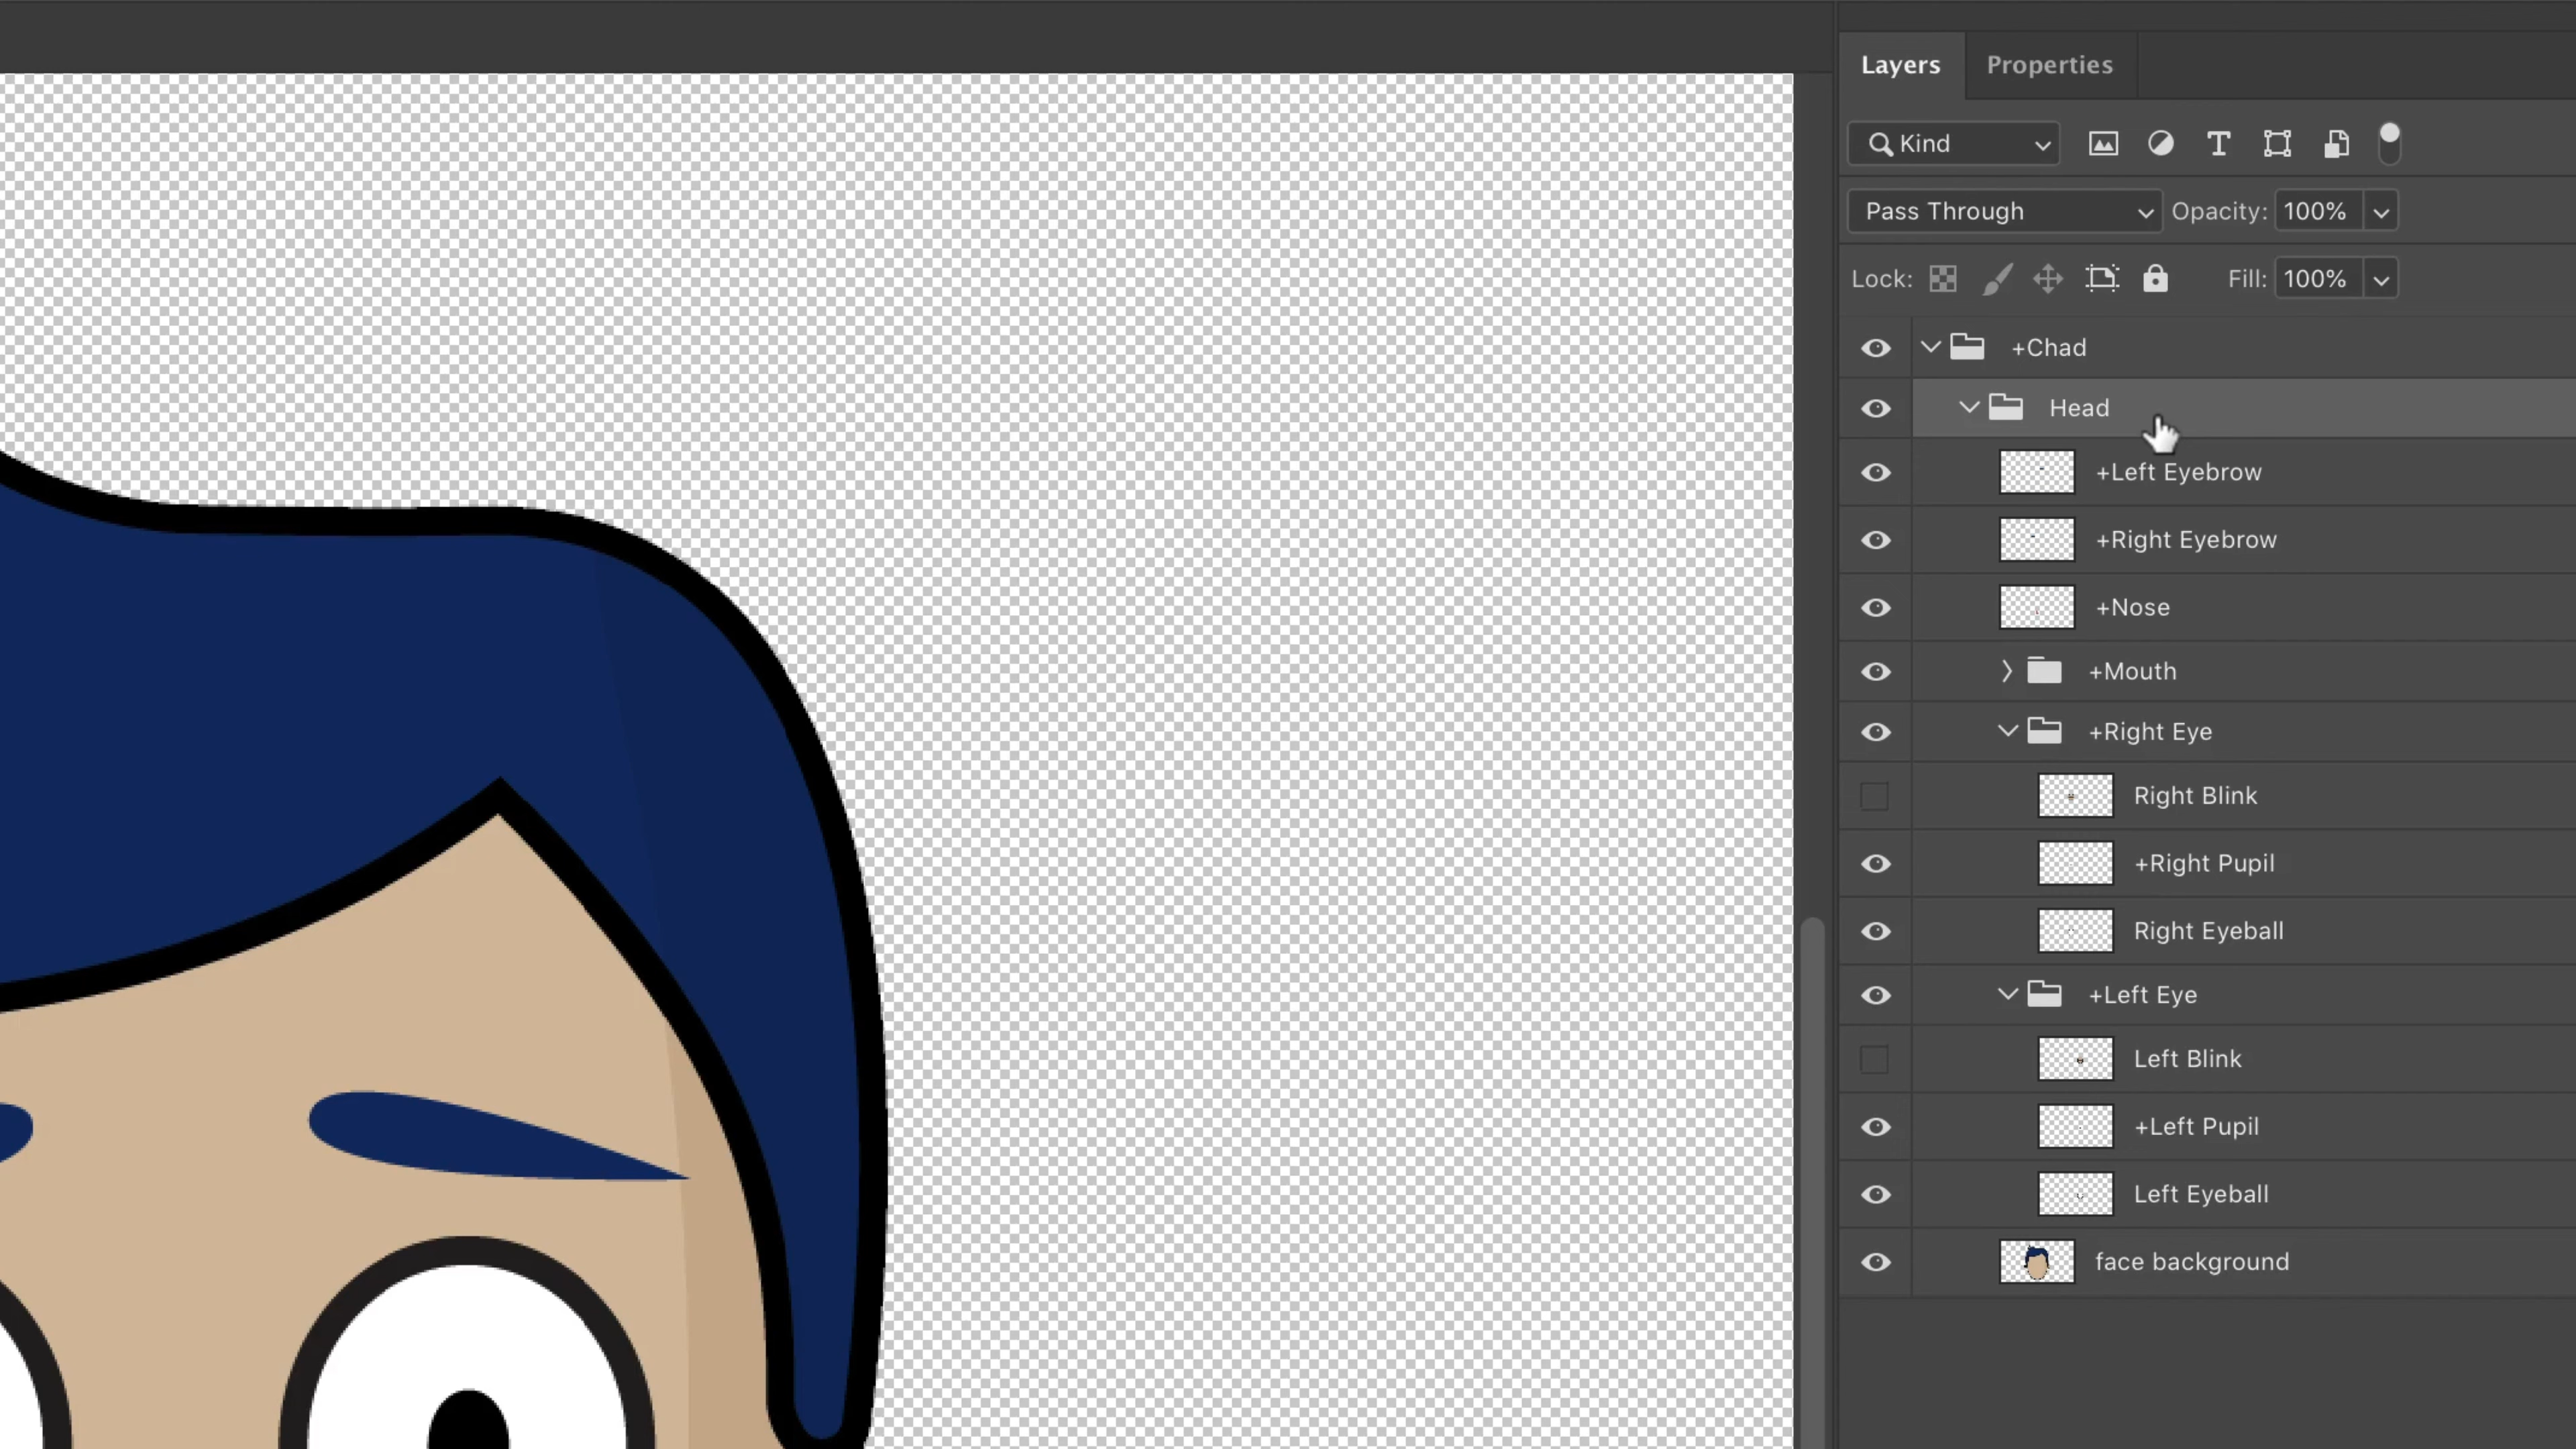 Layers Properties
Kind
Pass Through Opacity: 100%
Lock: Fill: 100%
+Chad
Head
+Left Eyebrow
+Right Eyebrow
+Nose
+Mouth
+Right Eye
Right Blink
+Right Pupil
Right Eyeball
+Left Eye
Left Blink
+Left Pupil
Left Eyeball
face background